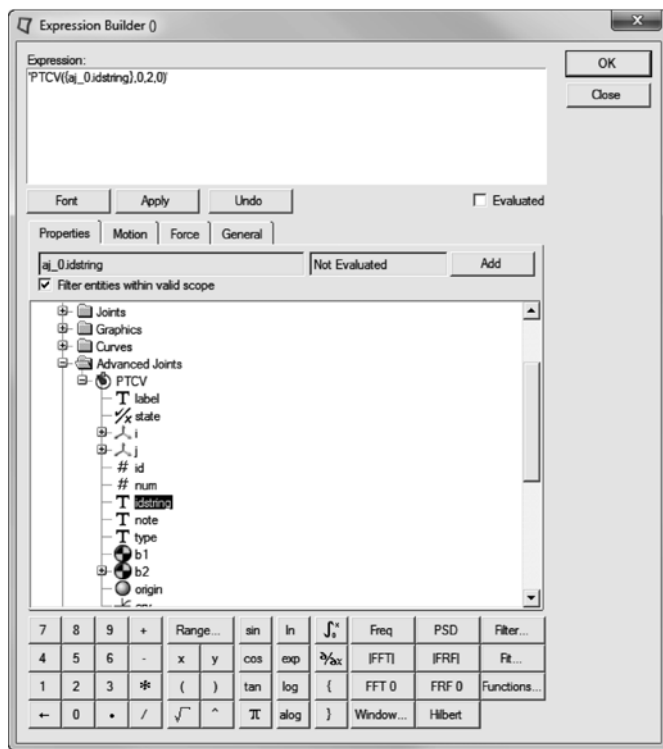 Expression Builder ()
Expression:
'PTCV({aj_0.idstring},0,2,0)'
OK
Close
Font Apply Undo Evaluated
Properties Motion Force General
aj_0.idstring Not Evaluated Add
Filter entities within valid scope
Joints
Graphics
Curves
Advanced Joints
PTCV
T label
x state
i
j
# id
# num
T idstring
T note
T type
b1
b2
origin
7 8 9 + Range... sin ln ∫₀ˣ Freq PSD Filter...
4 5 6 - x y cos exp ∂/∂x |FFT| |FRF| Fit...
1 2 3 * ( ) tan log { FFT 0 FRF 0 Functions...
← 0 • / √ ^ π alog } Window... Hilbert